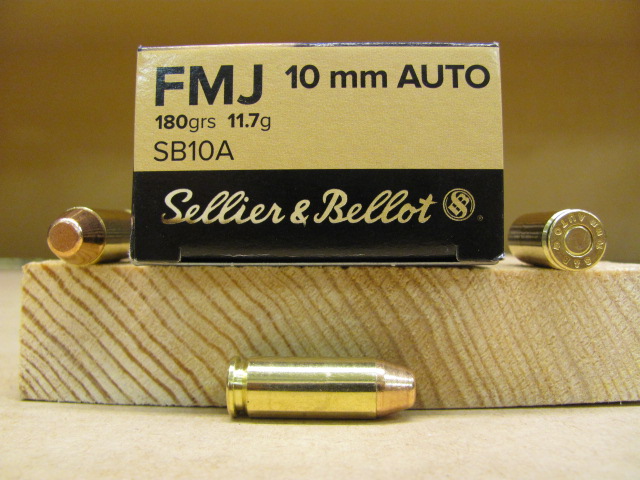 FMJ 10 mm AUTO
180grs 11.7g
SB10A
Sellier & Bellot